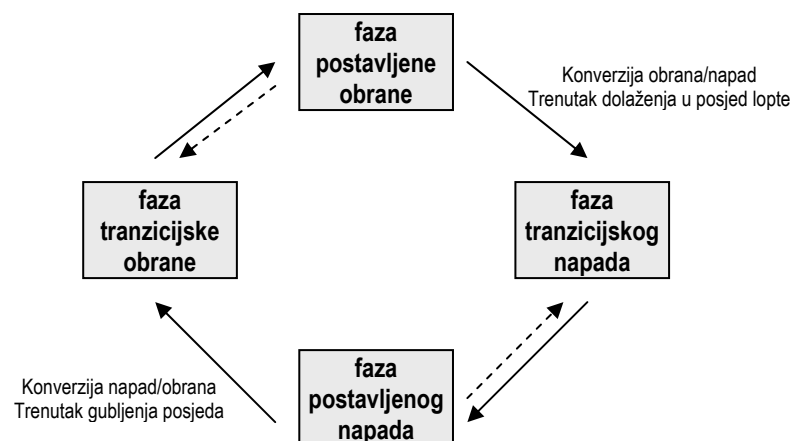 faza
postavljene
obrane
Konverzija obrana/napad
Trenutak dolaženja u posjed lopte
faza
tranzicijske
obrane
faza
tranzicijskog
napada
Konverzija napad/obrana
Trenutak gubljenja posjeda
faza
postavljenog
napada